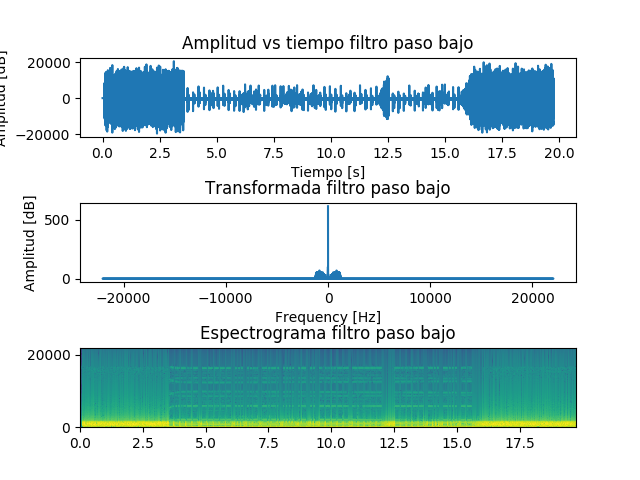 Amplitud vs tiempo filtro paso bajo
Amplitud [dB]
20000
0
−20000
0.0 2.5 5.0 7.5 10.0 12.5 15.0 17.5 20.0
Tiempo [s]
Transformada filtro paso bajo
Amplitud [dB]
500
0
−20000 −10000 0 10000 20000
Frequency [Hz]
Espectrograma filtro paso bajo
20000
0
0.0 2.5 5.0 7.5 10.0 12.5 15.0 17.5